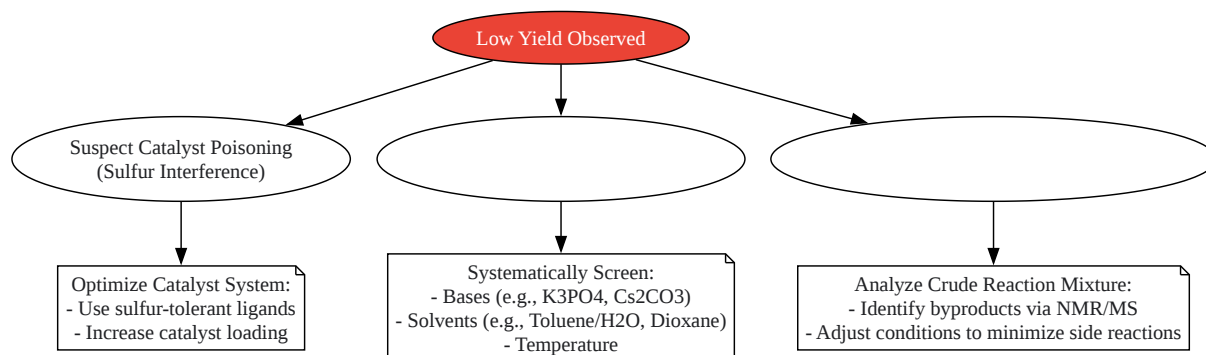 Low Yield Observed
Suspect Catalyst Poisoning
(Sulfur Interference)
Optimize Catalyst System:
- Use sulfur-tolerant ligands
- Increase catalyst loading
Systematically Screen:
- Bases (e.g., K3PO4, Cs2CO3)
- Solvents (e.g., Toluene/H2O, Dioxane)
- Temperature
Analyze Crude Reaction Mixture:
- Identify byproducts via NMR/MS
- Adjust conditions to minimize side reactions